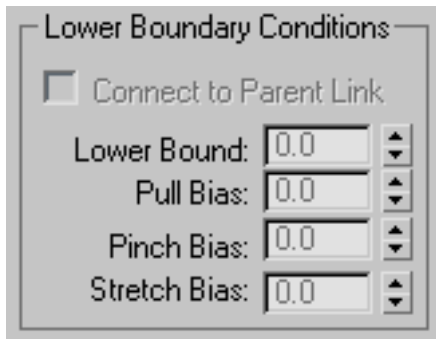 Lower Boundary Conditions
Connect to Parent Link
Lower Bound: 0.0
Pull Bias: 0.0
Pinch Bias: 0.0
Stretch Bias: 0.0